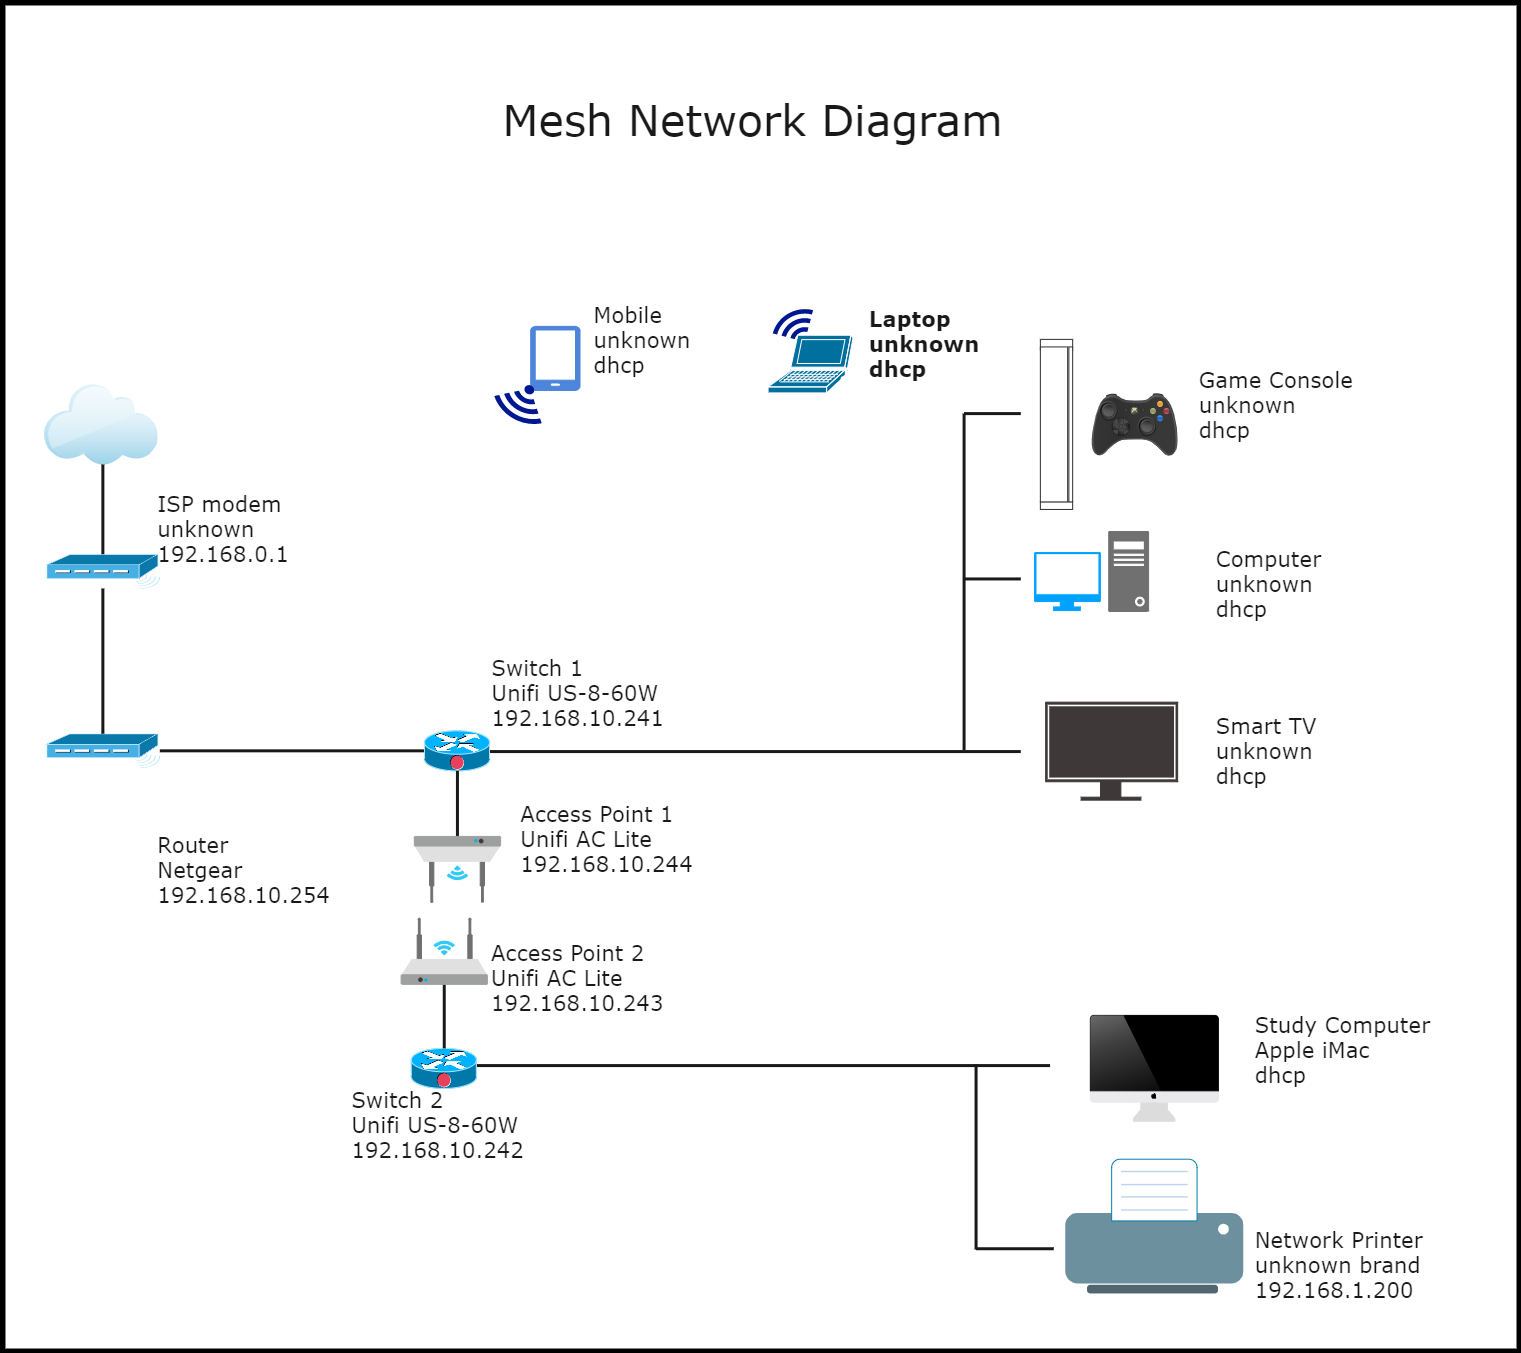 Mesh Network Diagram
Mobile
unknown
dhcp
Laptop
unknown
dhcp
Game Console
unknown
dhcp
ISP modem
unknown
192.168.0.1
Computer
unknown
dhcp
Switch 1
Unifi US-8-60W
192.168.10.241
Smart TV
unknown
dhcp
Access Point 1
Unifi AC Lite
192.168.10.244
Router
Netgear
192.168.10.254
Access Point 2
Unifi AC Lite
192.168.10.243
Study Computer
Apple iMac
dhcp
Switch 2
Unifi US-8-60W
192.168.10.242
Network Printer
unknown brand
192.168.1.200